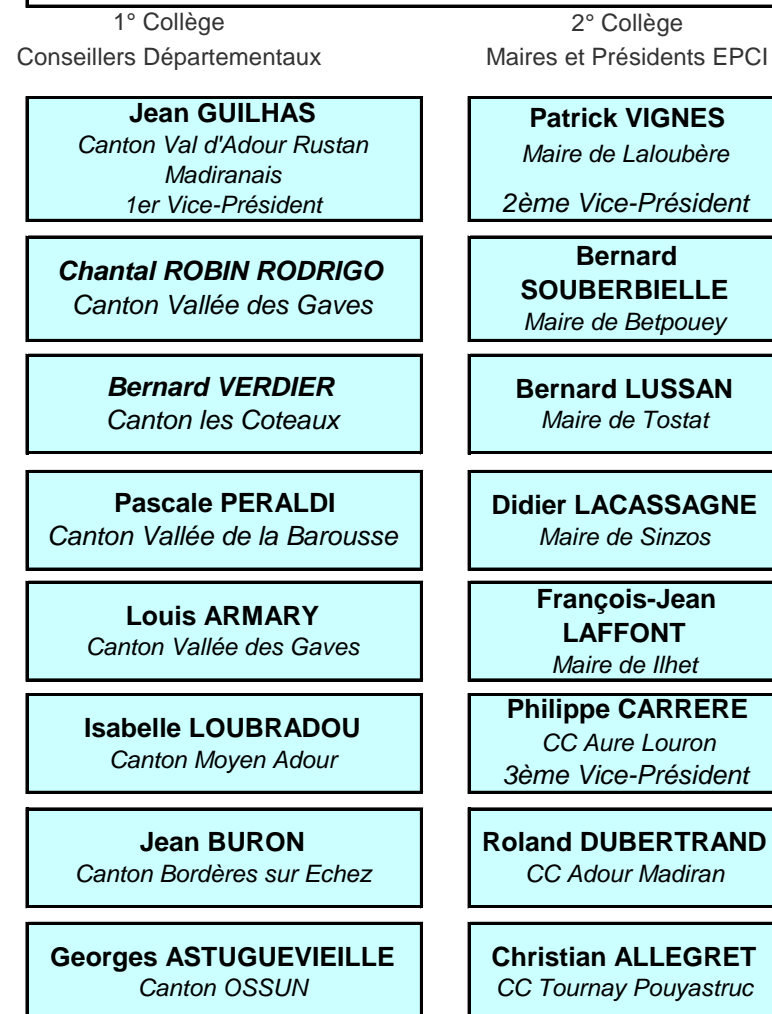 1° Collège
Conseillers Départementaux
Jean GUILHAS
Canton Val d'Adour Rustan
Madiranais
1er Vice-Président
Chantal ROBIN RODRIGO
Canton Vallée des Gaves
Bernard VERDIER
Canton les Coteaux
Pascale PERALDI
Canton Vallée de la Barousse
Louis ARMARY
Canton Vallée des Gaves
Isabelle LOUBRADOU
Canton Moyen Adour
Jean BURON
Canton Bordères sur Echez
Georges ASTUGUEVIEILLE
Canton OSSUN
2° Collège
Maires et Présidents EPCI
Patrick VIGNES
Maire de Laloubère
2ème Vice-Président
Bernard
SOUBERBIELLE
Maire de Betpouey
Bernard LUSSAN
Maire de Tostat
Didier LACASSAGNE
Maire de Sinzos
François-Jean
LAFFONT
Maire de Ilhet
Philippe CARRERE
CC Aure Louron
3ème Vice-Président
Roland DUBERTRAND
CC Adour Madiran
Christian ALLEGRET
CC Tournay Pouyastruc